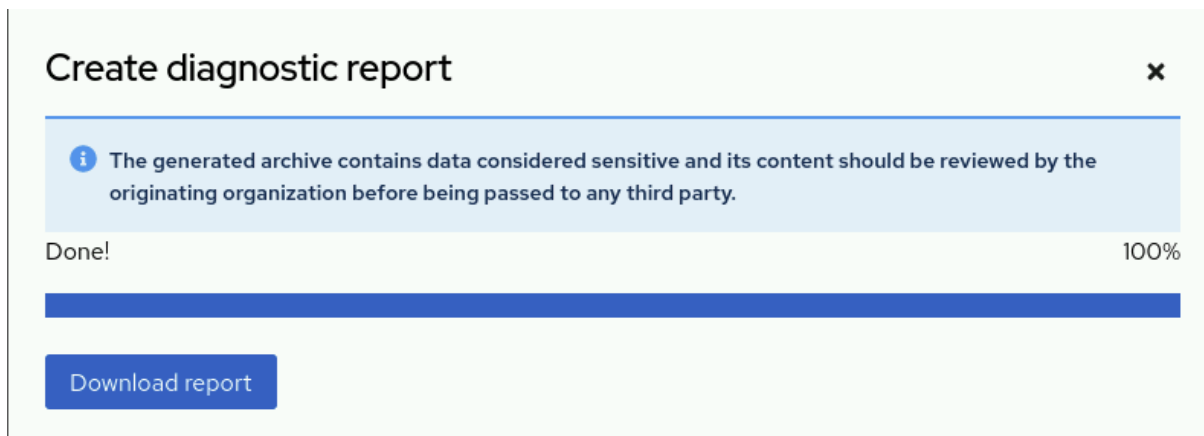 Create diagnostic report
The generated archive contains data considered sensitive and its content should be reviewed by the
originating organization before being passed to any third party.
Done! 100%
Download report